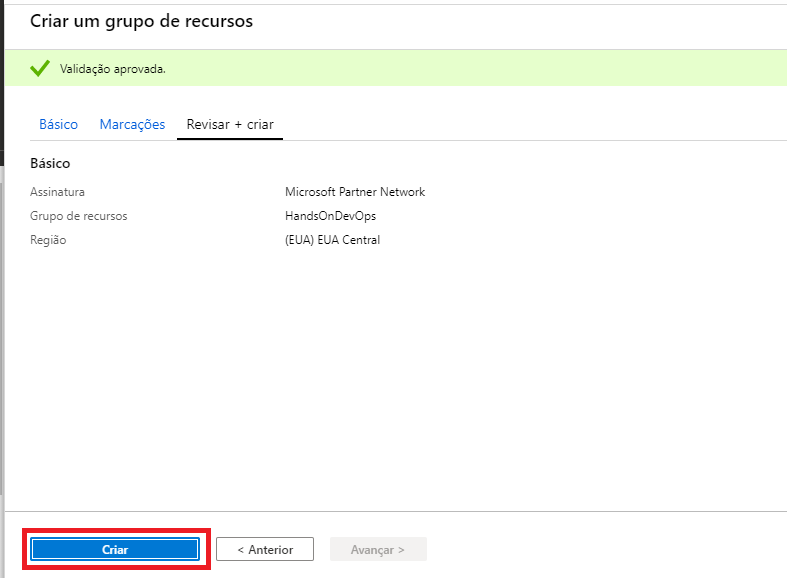 Criar um grupo de recursos
Validação aprovada.
Básico Marcações Revisar + criar
Básico
Assinatura Microsoft Partner Network
Grupo de recursos HandsOnDevOps
Região (EUA) EUA Central
Criar < Anterior Avançar >